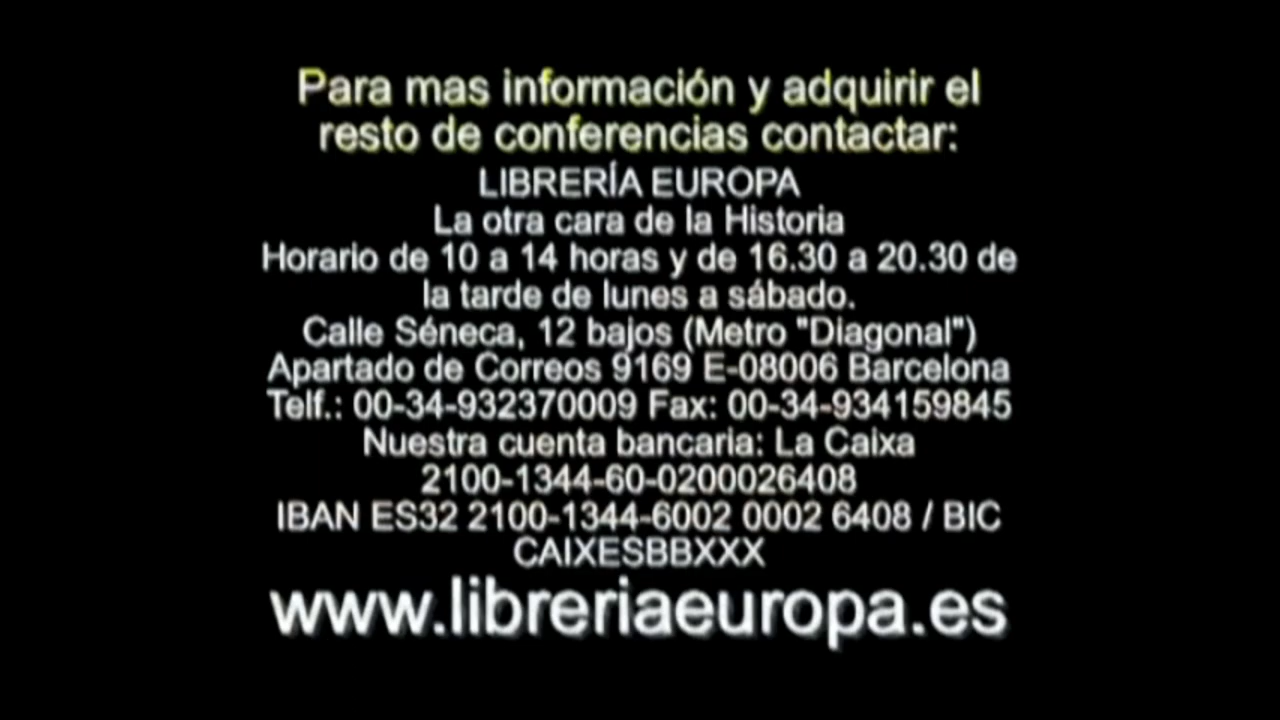 Para mas información y adquirir el
resto de conferencias contactar:
LIBRERÍA EUROPA
La otra cara de la Historia
Horario de 10 a 14 horas y de 16.30 a 20.30 de
la tarde de lunes a sábado.
Calle Séneca, 12 bajos (Metro "Diagonal")
Apartado de Correos 9169 E-08006 Barcelona
Telf.: 00-34-932370009 Fax: 00-34-934159845
Nuestra cuenta bancaria: La Caixa
2100-1344-60-0200026408
IBAN ES32 2100-1344-6002 0002 6408 / BIC
CAIXESBBXXX
www.libreriaeuropa.es